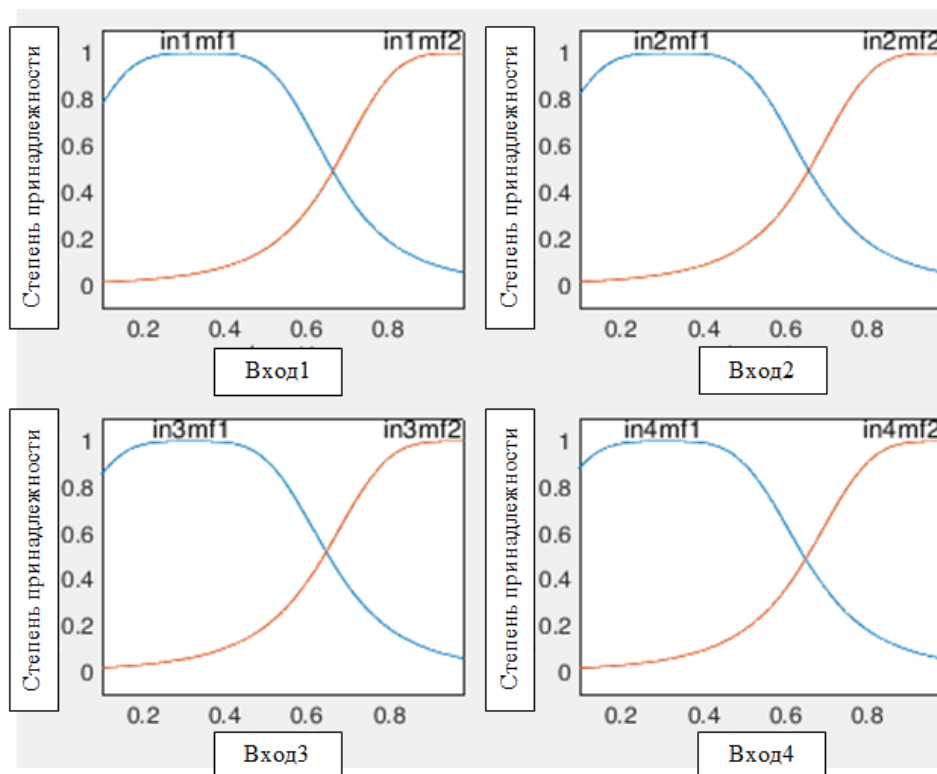 in1mf1 in1mf2
Степень принадлежности
1
0.8
0.6
0.4
0.2
0
0.2 0.4 0.6 0.8
Вход1
in2mf1 in2mf2
Степень принадлежности
1
0.8
0.6
0.4
0.2
0
0.2 0.4 0.6 0.8
Вход2
in3mf1 in3mf2
Степень принадлежности
1
0.8
0.6
0.4
0.2
0
0.2 0.4 0.6 0.8
Вход3
in4mf1 in4mf2
Степень принадлежности
1
0.8
0.6
0.4
0.2
0
0.2 0.4 0.6 0.8
Вход4